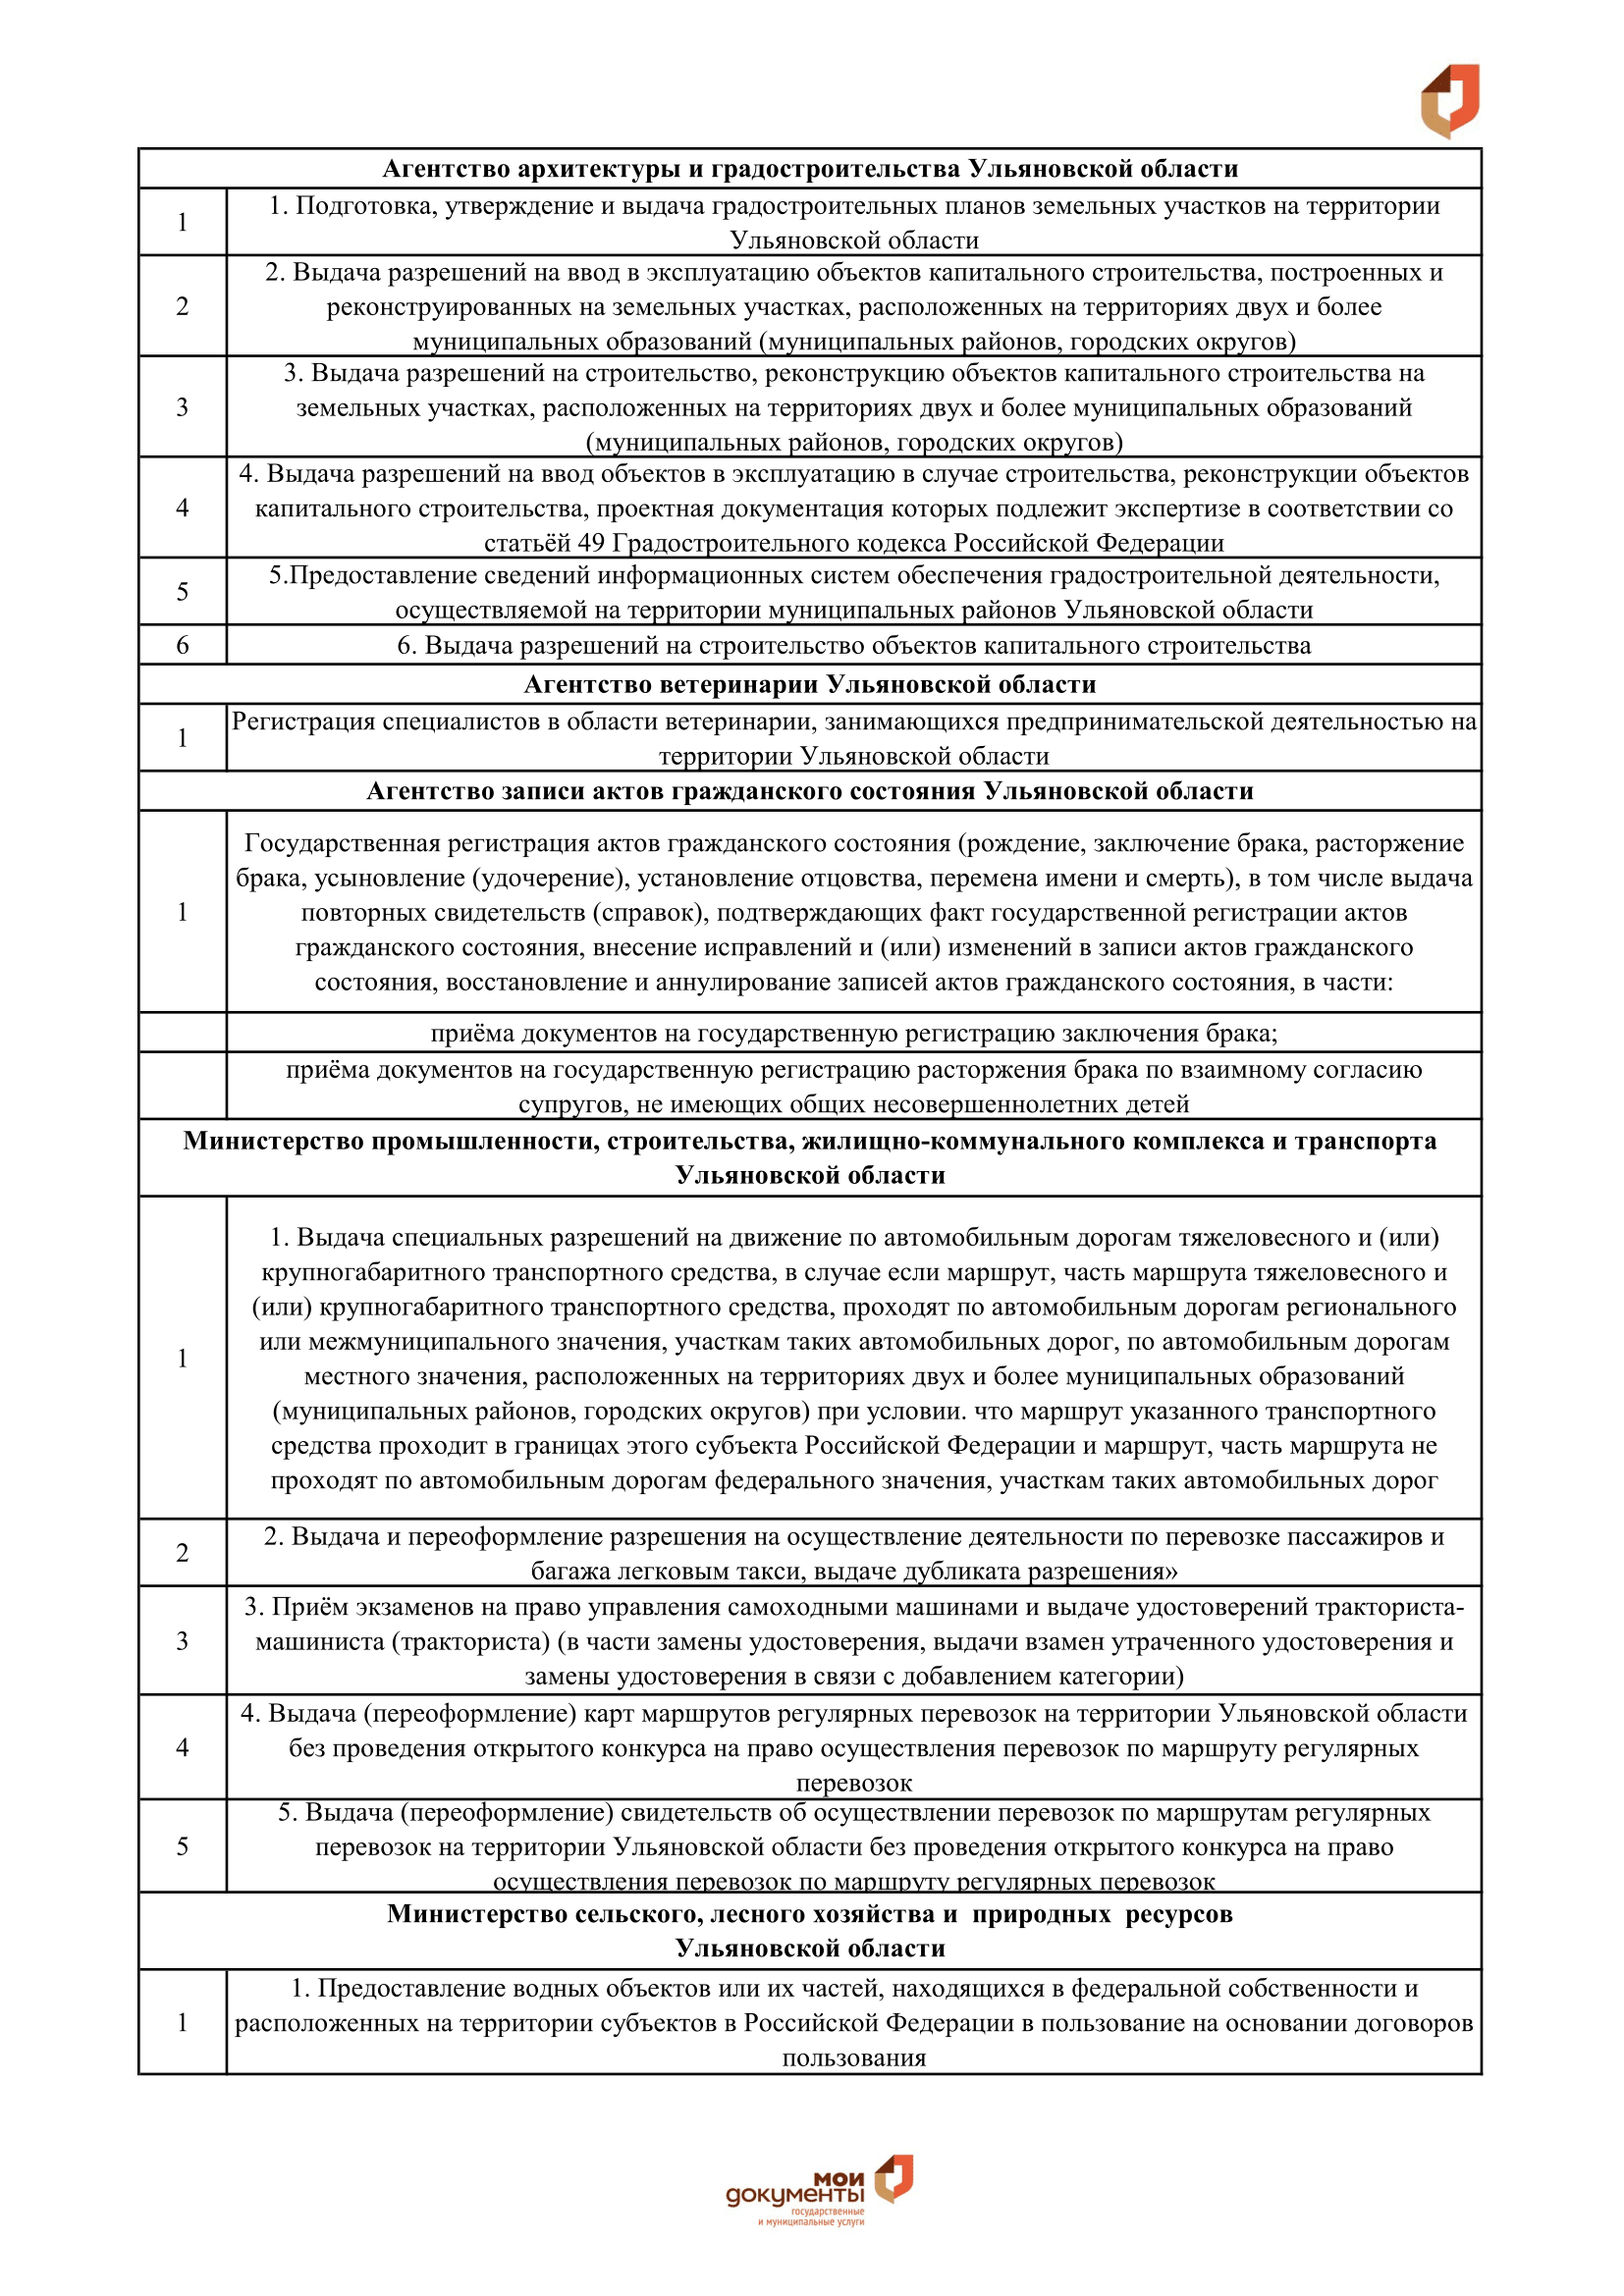 Агентство архитектуры и градостроительства Ульяновской области
1
1. Подготовка, утверждение и выдача градостроительных планов земельных участков на территории
Ульяновской области
2
2. Выдача разрешений на ввод в эксплуатацию объектов капитального строительства, построенных и
реконструированных на земельных участках, расположенных на территориях двух и более
муниципальных образований (муниципальных районов, городских округов)
3
3. Выдача разрешений на строительство, реконструкцию объектов капитального строительства на
земельных участках, расположенных на территориях двух и более муниципальных образований
(муниципальных районов, городских округов)
4
4. Выдача разрешений на ввод объектов в эксплуатацию в случае строительства, реконструкции объектов
капитального строительства, проектная документация которых подлежит экспертизе в соответствии со
статьёй 49 Градостроительного кодекса Российской Федерации
5
5.Предоставление сведений информационных систем обеспечения градостроительной деятельности,
осуществляемой на территории муниципальных районов Ульяновской области
6
6. Выдача разрешений на строительство объектов капитального строительства
Агентство ветеринарии Ульяновской области
1
Регистрация специалистов в области ветеринарии, занимающихся предпринимательской деятельностью на
территории Ульяновской области
Агентство записи актов гражданского состояния Ульяновской области
1
Государственная регистрация актов гражданского состояния (рождение, заключение брака, расторжение
брака, усыновление (удочерение), установление отцовства, перемена имени и смерть), в том числе выдача
повторных свидетельств (справок), подтверждающих факт государственной регистрации актов
гражданского состояния, внесение исправлений и (или) изменений в записи актов гражданского
состояния, восстановление и аннулирование записей актов гражданского состояния, в части:
приёма документов на государственную регистрацию заключения брака;
приёма документов на государственную регистрацию расторжения брака по взаимному согласию
супругов, не имеющих общих несовершеннолетних детей
Министерство промышленности, строительства, жилищно-коммунального комплекса и транспорта
Ульяновской области
1
1. Выдача специальных разрешений на движение по автомобильным дорогам тяжеловесного и (или)
крупногабаритного транспортного средства, в случае если маршрут, часть маршрута тяжеловесного и
(или) крупногабаритного транспортного средства, проходят по автомобильным дорогам регионального
или межмуниципального значения, участкам таких автомобильных дорог, по автомобильным дорогам
местного значения, расположенных на территориях двух и более муниципальных образований
(муниципальных районов, городских округов) при условии. что маршрут указанного транспортного
средства проходит в границах этого субъекта Российской Федерации и маршрут, часть маршрута не
проходят по автомобильным дорогам федерального значения, участкам таких автомобильных дорог
2
2. Выдача и переоформление разрешения на осуществление деятельности по перевозке пассажиров и
багажа легковым такси, выдаче дубликата разрешения»
3
3. Приём экзаменов на право управления самоходными машинами и выдаче удостоверений тракториста-
машиниста (тракториста) (в части замены удостоверения, выдачи взамен утраченного удостоверения и
замены удостоверения в связи с добавлением категории)
4
4. Выдача (переоформление) карт маршрутов регулярных перевозок на территории Ульяновской области
без проведения открытого конкурса на право осуществления перевозок по маршруту регулярных
перевозок
5
5. Выдача (переоформление) свидетельств об осуществлении перевозок по маршрутам регулярных
перевозок на территории Ульяновской области без проведения открытого конкурса на право
осуществления перевозок по маршруту регулярных перевозок
Министерство сельского, лесного хозяйства и природных ресурсов
Ульяновской области
1
1. Предоставление водных объектов или их частей, находящихся в федеральной собственности и
расположенных на территории субъектов в Российской Федерации в пользование на основании договоров
пользования
мои
документы
государственные
и муниципальные услуги